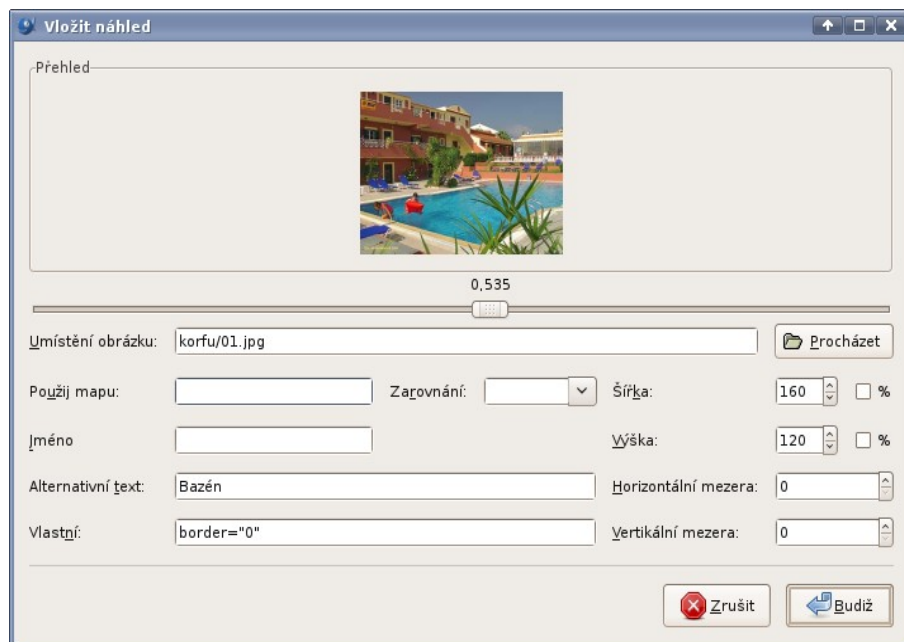 Vložit náhled
Přehled
0,535
Umístění obrázku: korfu/01.jpg Procházet
Použij mapu: Zarovnání: Šířka: 160 %
Jméno Výška: 120 %
Alternativní text: Bazén Horizontální mezera: 0
Vlastní: border="0" Vertikální mezera: 0
Zrušit Budiž